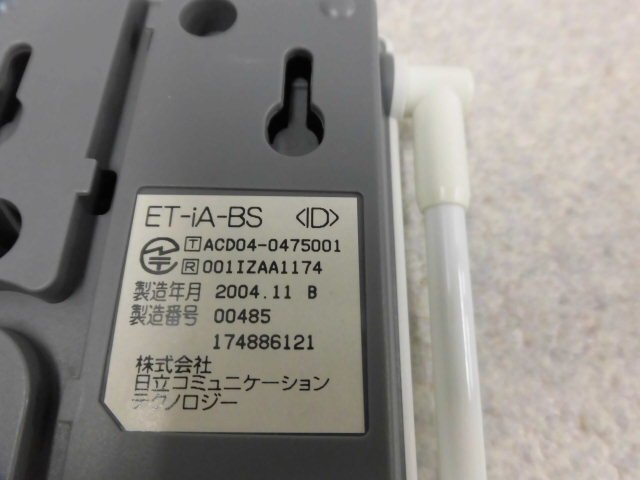 ET-iA-BS <ID>
T ACD04-0475001
R 001IZAA1174
製造年月 2004.11 B
製造番号 00485
174886121
株式会社
日立コミュニケーション
テクノロジー